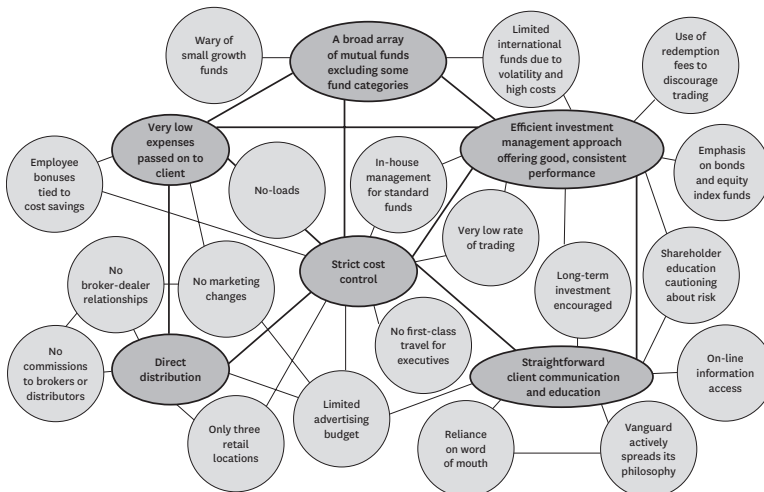 Wary of
small growth
funds
A broad array
of mutual funds
excluding some
fund categories
Limited
international
funds due to
volatility and
high costs
Use of
redemption
fees to
discourage
trading
Very low
expenses
passed on to
client
Efficient investment
management approach
offering good, consistent
performance
Employee
bonuses
tied to
cost savings
No-loads
In-house
management
for standard
funds
Emphasis
on bonds
and equity
index funds
Very low rate
of trading
No
broker-dealer
relationships
No marketing
changes
Strict cost
control
Long-term
investment
encouraged
Shareholder
education
cautioning
about risk
No
commissions
to brokers or
distributors
Direct
distribution
No first-class
travel for
executives
Straightforward
client communication
and education
On-line
information
access
Only three
retail
locations
Limited
advertising
budget
Reliance
on word
of mouth
Vanguard
actively
spreads its
philosophy